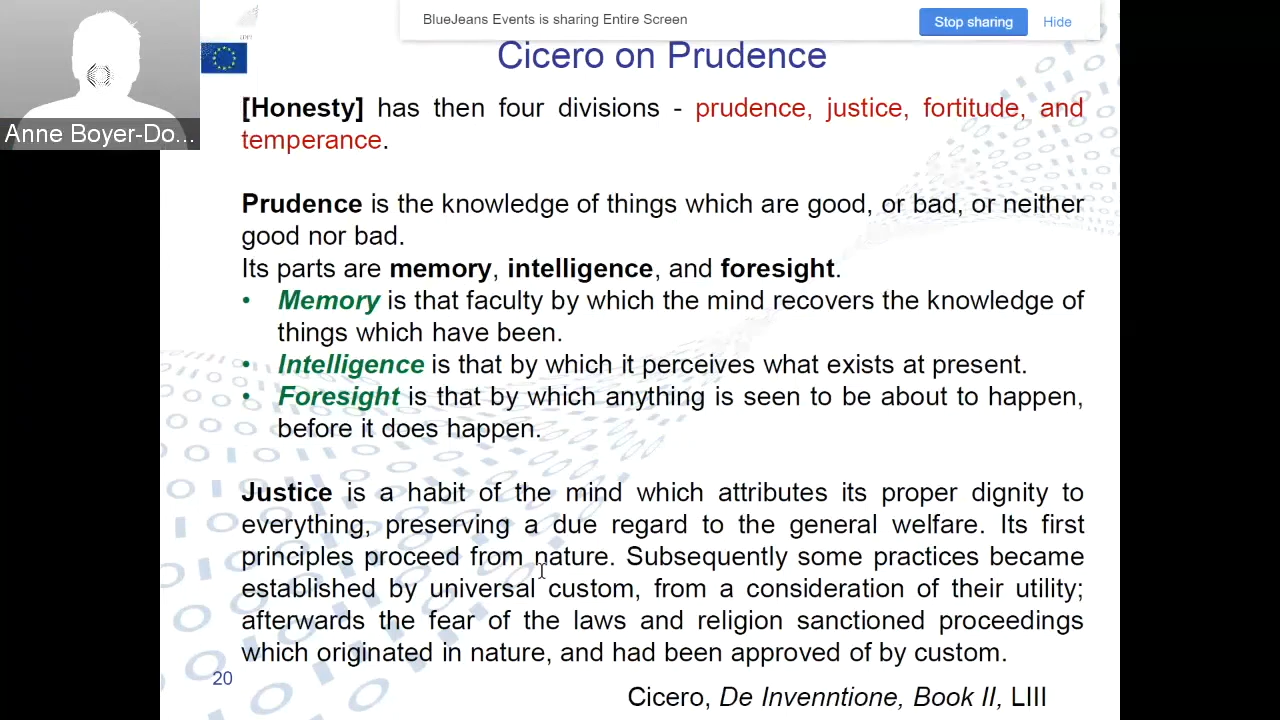 BlueJeans Events is sharing Entire Screen
Stop sharing
Hide
Anne Boyer-Do...
Cicero on Prudence
[Honesty] has then four divisions - prudence, justice, fortitude, and
temperance.
Prudence is the knowledge of things which are good, or bad, or neither
good nor bad.
Its parts are memory, intelligence, and foresight.
• Memory is that faculty by which the mind recovers the knowledge of
things which have been.
• Intelligence is that by which it perceives what exists at present.
• Foresight is that by which anything is seen to be about to happen,
before it does happen.
Justice is a habit of the mind which attributes its proper dignity to
everything, preserving a due regard to the general welfare. Its first
principles proceed from nature. Subsequently some practices became
established by universal custom, from a consideration of their utility;
afterwards the fear of the laws and religion sanctioned proceedings
which originated in nature, and had been approved of by custom.
20
Cicero, De Invenntione, Book II, LIII